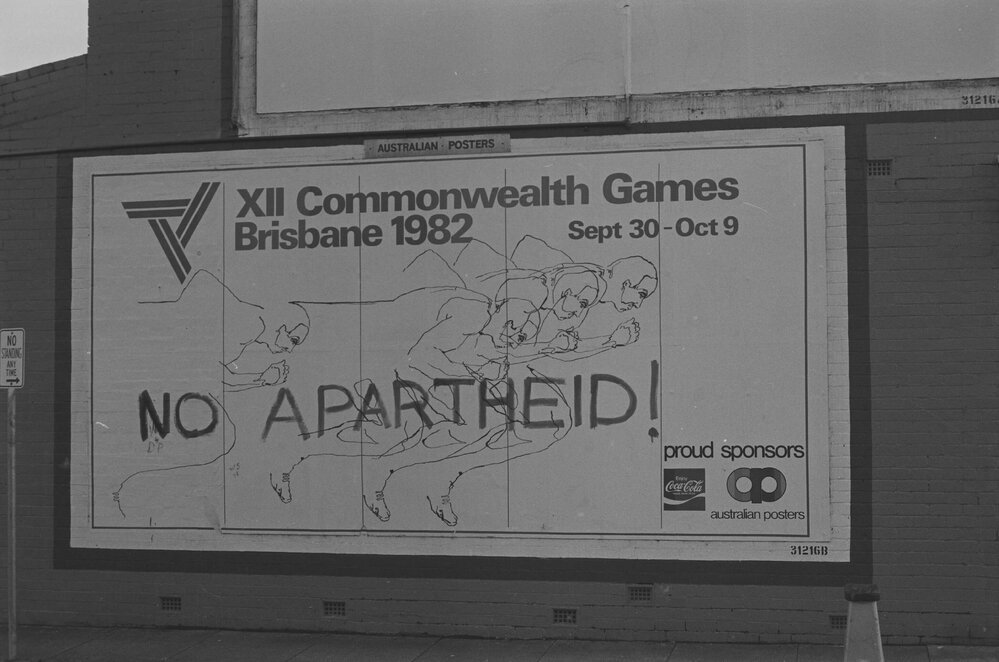 31216
AUSTRALIAN · POSTERS
XII Commonwealth Games
Brisbane 1982
Sept 30 - Oct 9
NO
STANDING
ANY
TIME
NO APARTHEID!
proud sponsors
Enjoy
Coca-Cola
australian posters
31216B